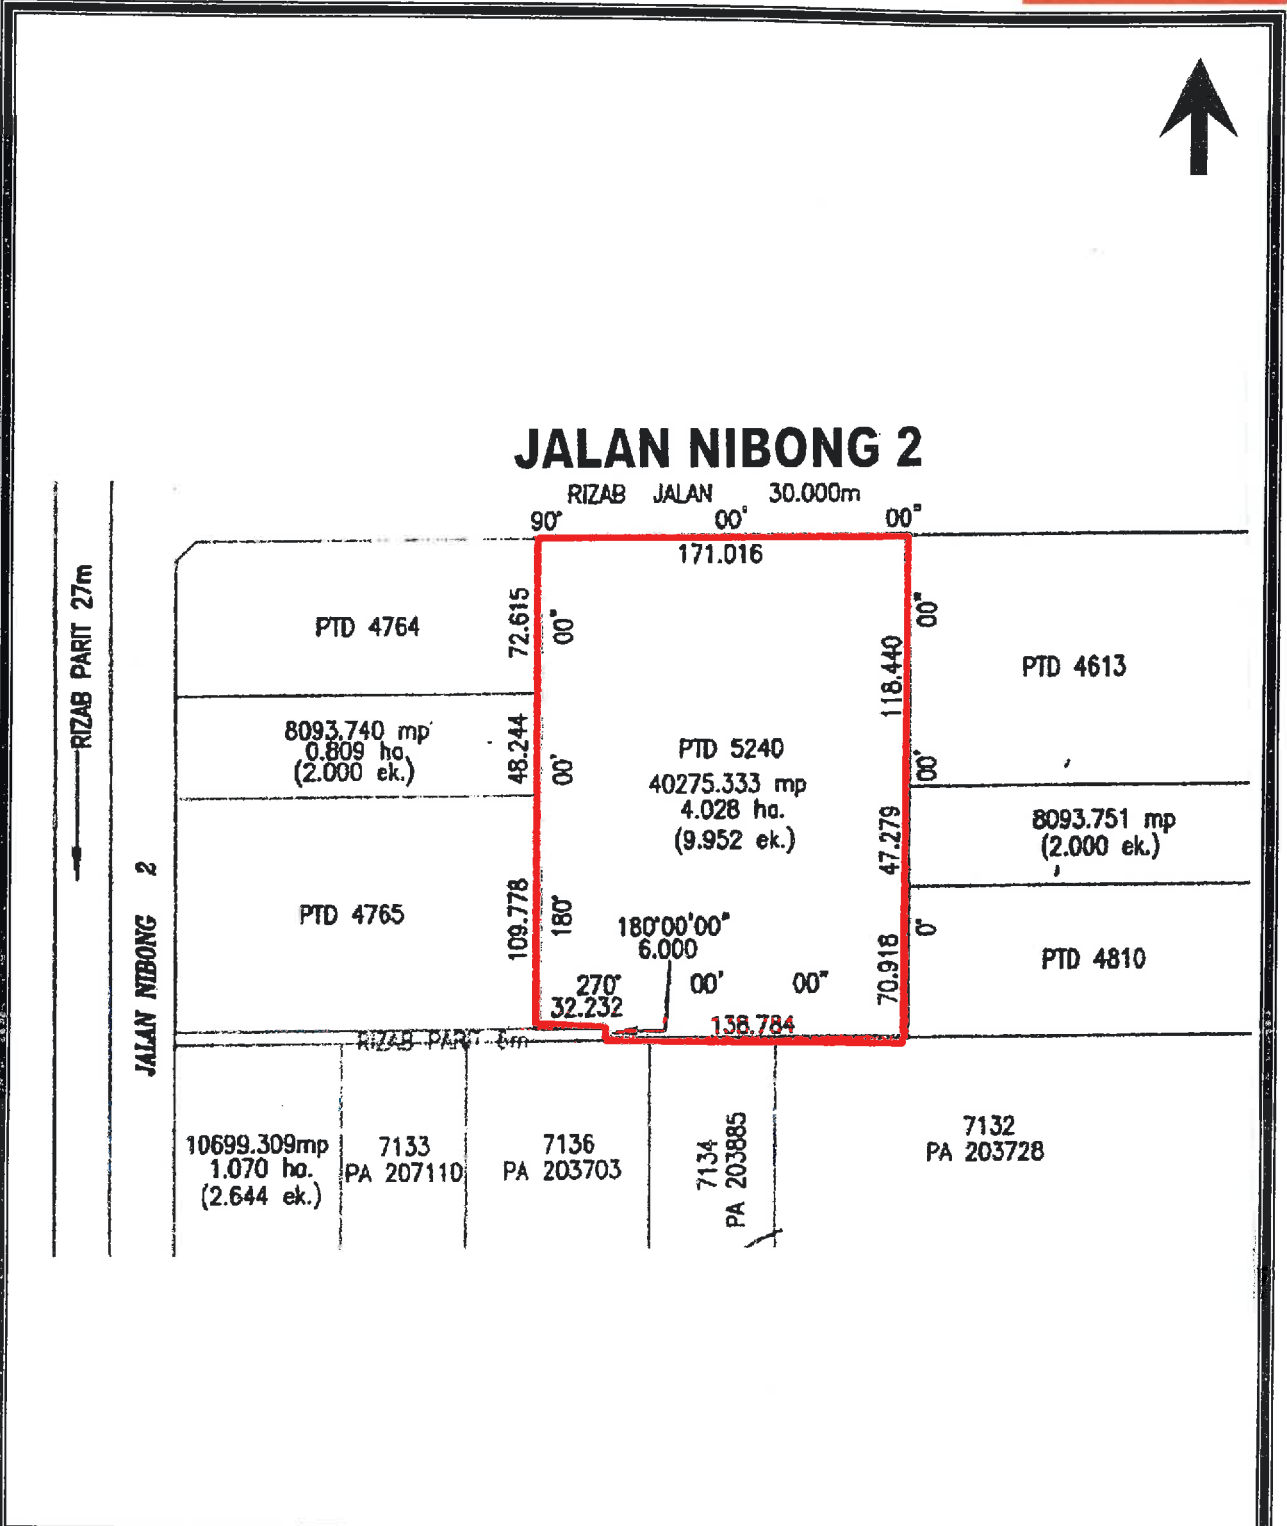 JALAN NIBONG 2
RIZAB JALAN 30.000m
90° 00' 00"
171.016
RIZAB PARIT 27m
JALAN NIBONG 2
PTD 4764
72.615
00"
8093.740 mp
0.809 ha.
(2.000 ek.)
48.244
00'
PTD 4765
109.778
180°
PTD 5240
40275.333 mp
4.028 ha.
(9.952 ek.)
180°00'00"
6.000
270° 00' 00"
32.232
138.784
118.440
00"
00'
47.279
70.918
0°
PTD 4613
8093.751 mp
(2.000 ek.)
PTD 4810
RIZAB PARIT 6m
10699.309mp
1.070 ha.
(2.644 ek.)
7133
PA 207110
7136
PA 203703
7134
PA 203885
7132
PA 203728